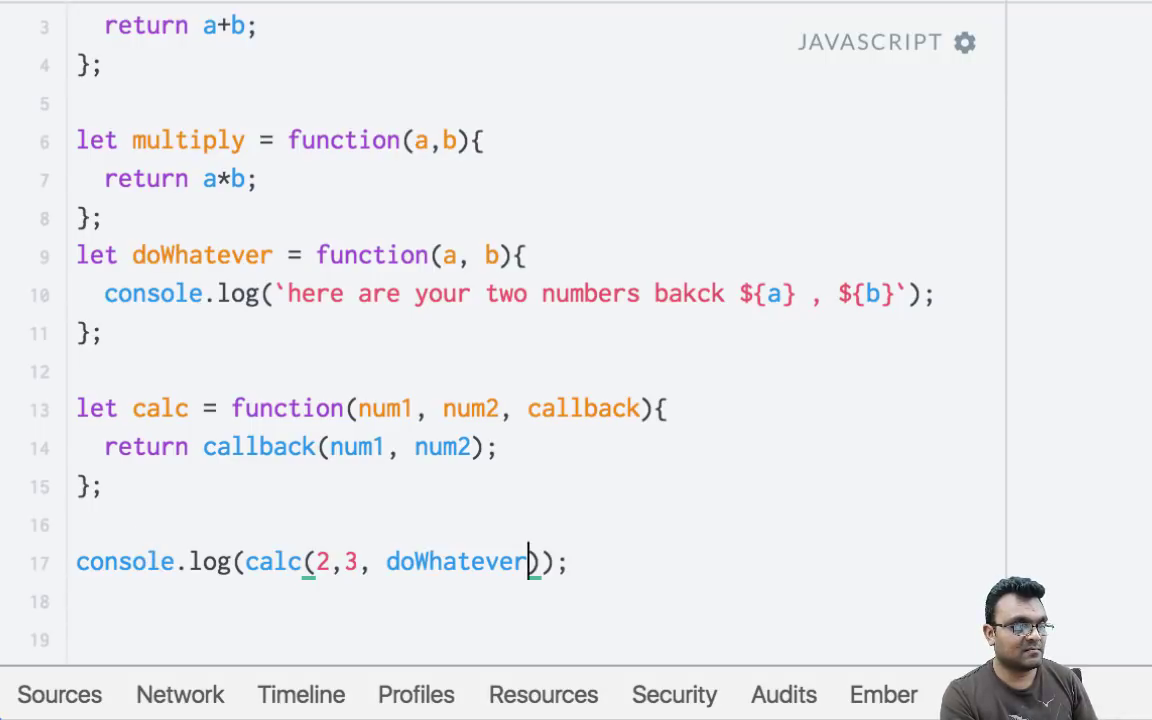 3 return a+b;
JAVASCRIPT
4 };
5
6 let multiply = function(a,b){
7 return a*b;
8 };
9 let doWhatever = function(a, b){
10 console.log(`here are your two numbers bakck ${a} , ${b}`);
11 };
12
13 let calc = function(num1, num2, callback){
14 return callback(num1, num2);
15 };
16
17 console.log(calc(2,3, doWhatever));
18
19
Sources Network Timeline Profiles Resources Security Audits Ember